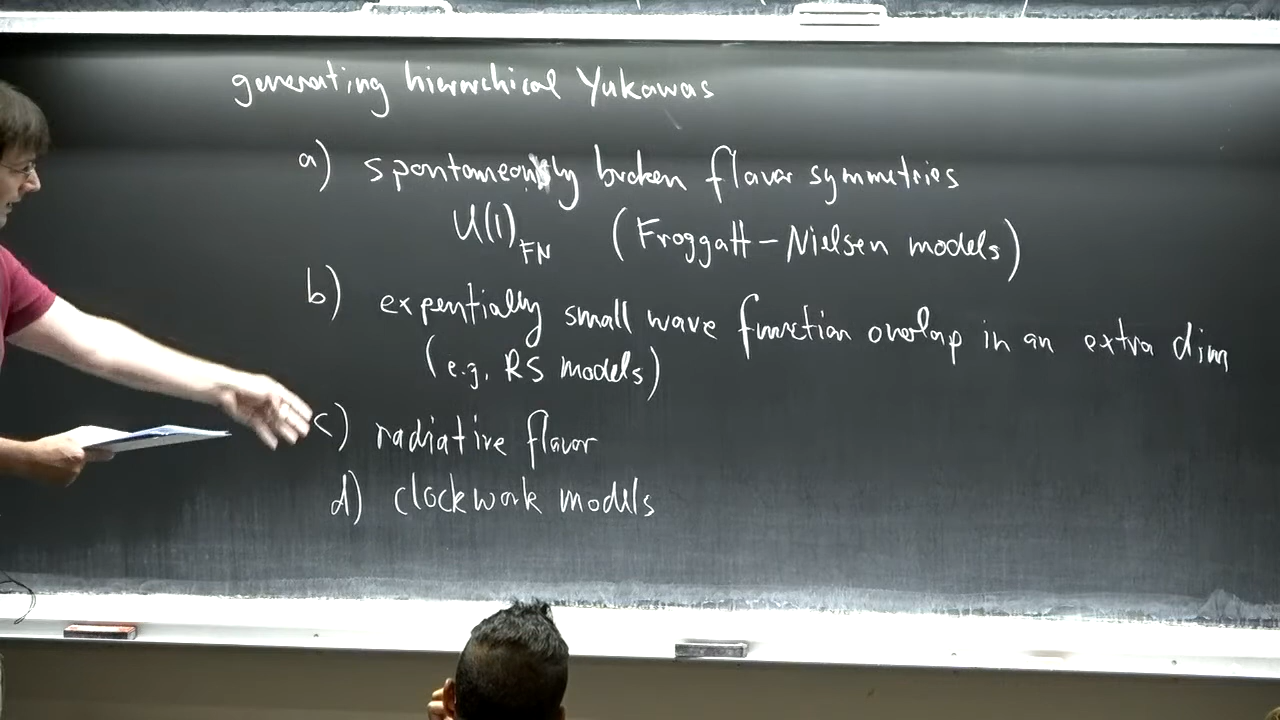 generating hierarchical Yukawas
a) spontaneously broken flavor symmetries
U(1)_FN (Froggatt-Nielsen models)
b) expentially small wave function overlap in an extra dim
(e.g. RS models)
c) radiative flavor
d) clockwork models